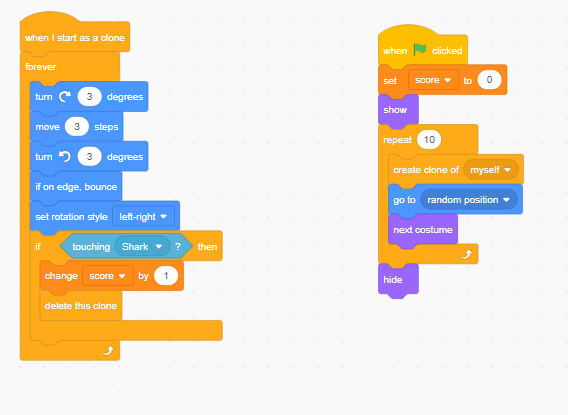 when I start as a clone
forever
turn 3 degrees
move 3 steps
turn 3 degrees
if on edge, bounce
set rotation style left-right
if touching Shark ? then
change score by 1
delete this clone
when clicked
set score to 0
show
repeat 10
create clone of myself
go to random position
next costume
hide